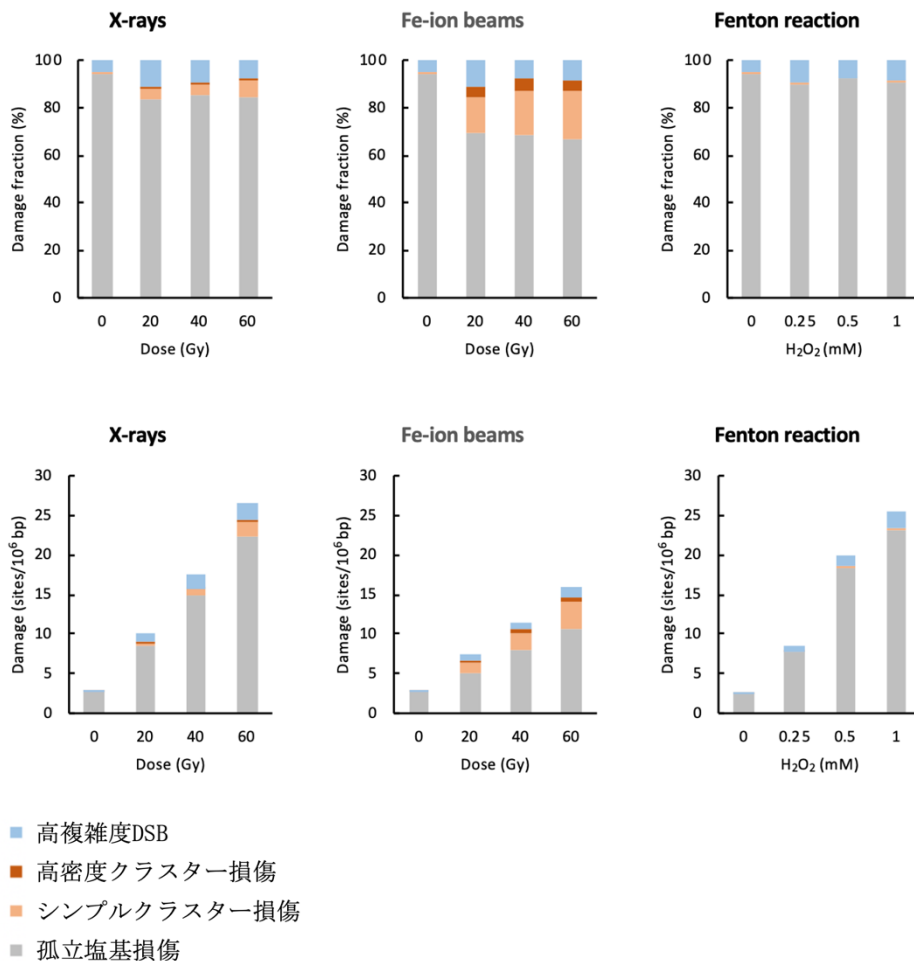 X-rays
Fe-ion beams
Fenton reaction
Damage fraction (%)
100
80
60
40
20
0
0 20 40 60
Dose (Gy)
Damage fraction (%)
100
80
60
40
20
0
0 20 40 60
Dose (Gy)
Damage fraction (%)
100
80
60
40
20
0
0 0.25 0.5 1
H₂O₂ (mM)
X-rays
Fe-ion beams
Fenton reaction
Damage (sites/10⁶ bp)
30
25
20
15
10
5
0
0 20 40 60
Dose (Gy)
Damage (sites/10⁶ bp)
30
25
20
15
10
5
0
0 20 40 60
Dose (Gy)
Damage (sites/10⁶ bp)
30
25
20
15
10
5
0
0 0.25 0.5 1
H₂O₂ (mM)
高複雑度DSB
高密度クラスター損傷
シンプルクラスター損傷
孤立塩基損傷